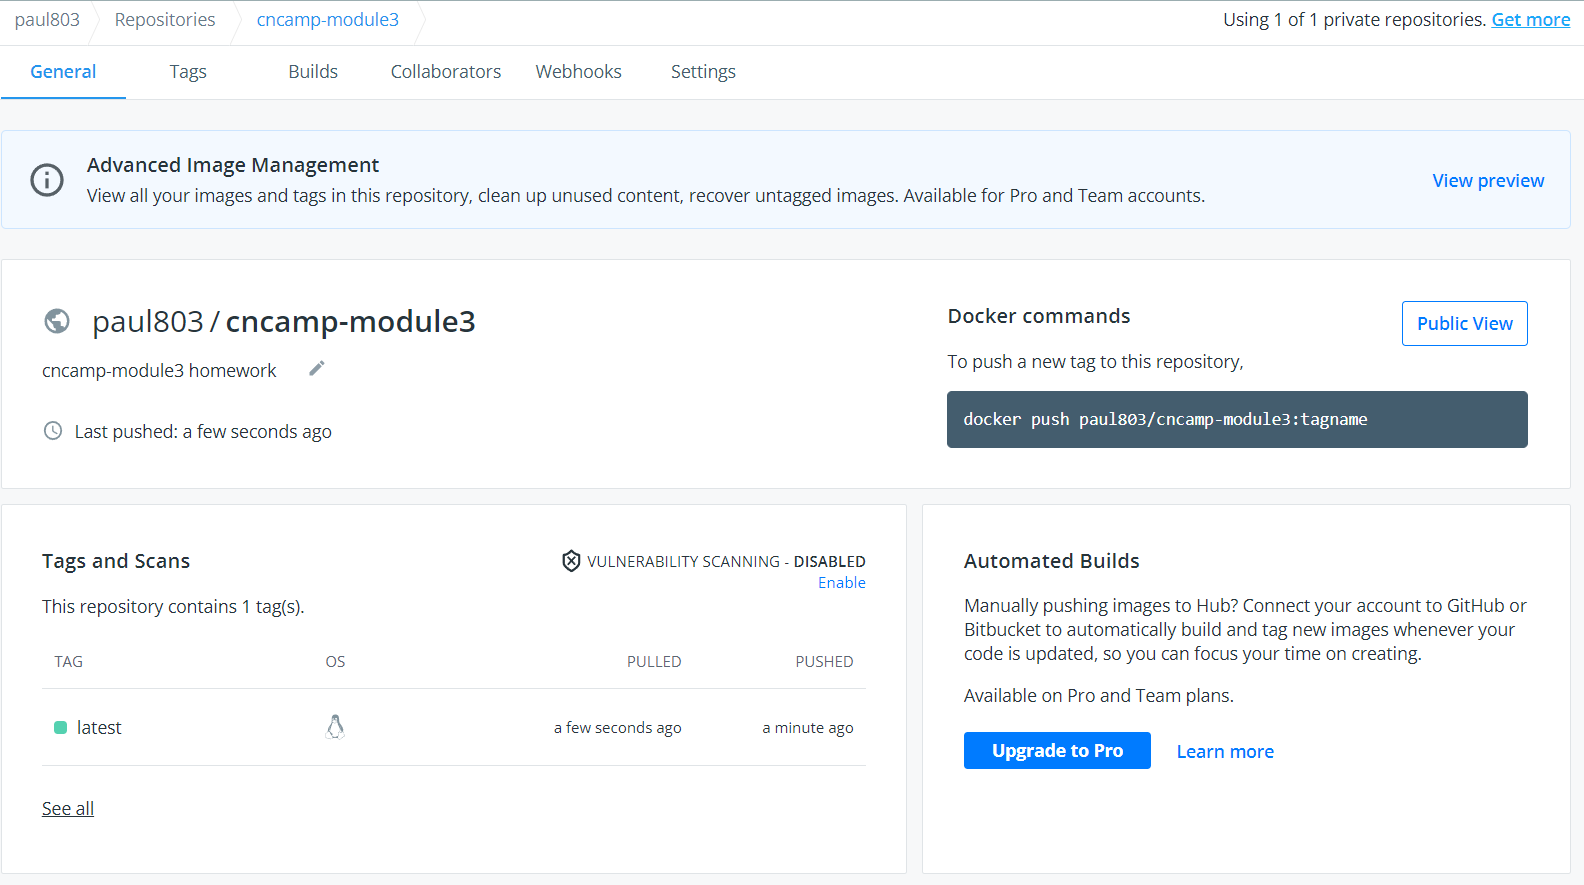 paul803 Repositories cncamp-module3 Using 1 of 1 private repositories. Get more
General Tags Builds Collaborators Webhooks Settings
Advanced Image Management
View all your images and tags in this repository, clean up unused content, recover untagged images. Available for Pro and Team accounts.
View preview
paul803 / cncamp-module3
cncamp-module3 homework
Last pushed: a few seconds ago
Docker commands
Public View
To push a new tag to this repository,
docker push paul803/cncamp-module3:tagname
Tags and Scans
VULNERABILITY SCANNING - DISABLED
Enable
This repository contains 1 tag(s).
TAG OS PULLED PUSHED
latest a few seconds ago a minute ago
See all
Automated Builds
Manually pushing images to Hub? Connect your account to GitHub or
Bitbucket to automatically build and tag new images whenever your
code is updated, so you can focus your time on creating.
Available on Pro and Team plans.
Upgrade to Pro Learn more